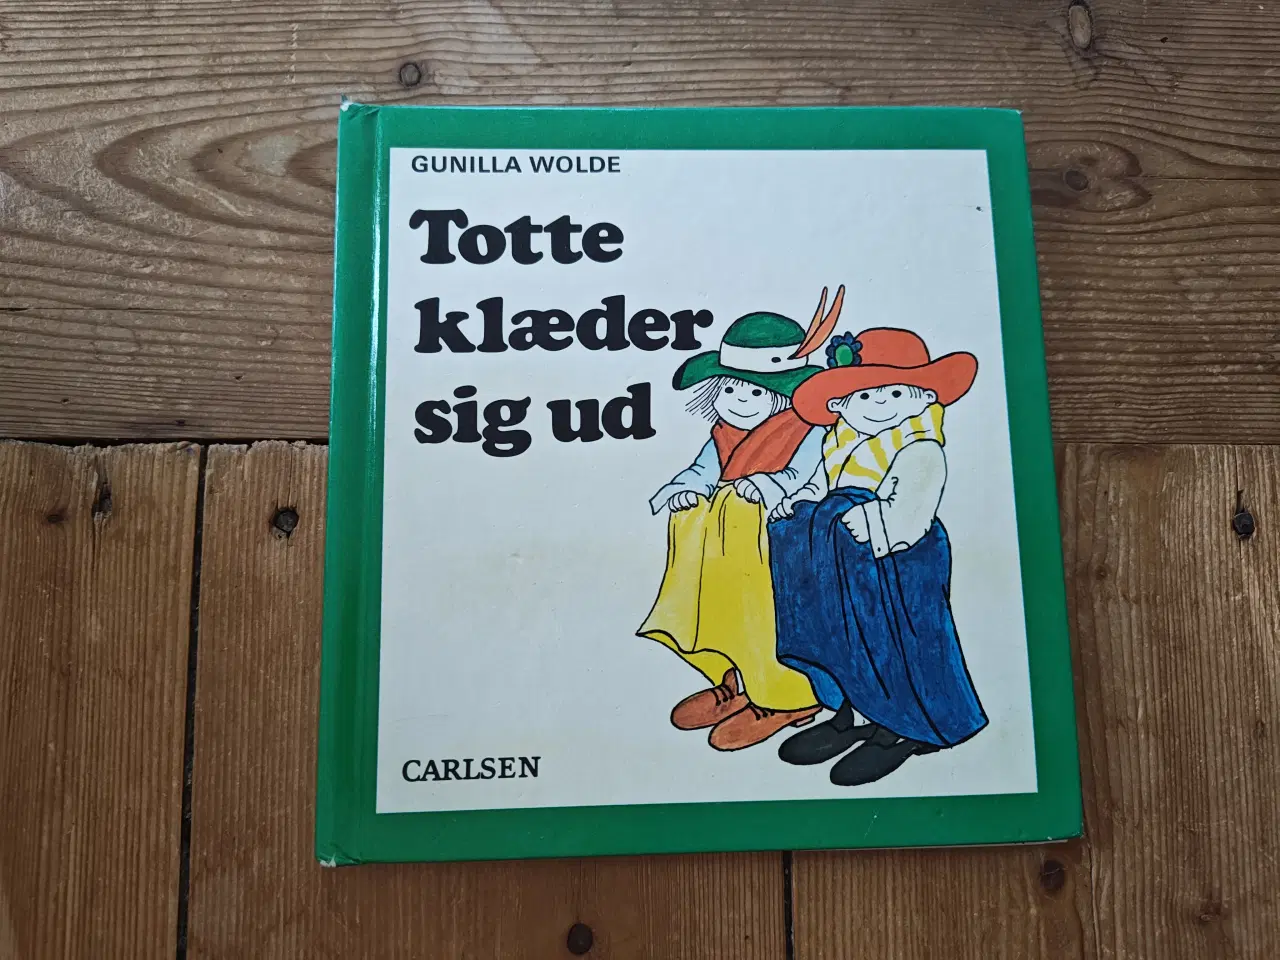 GUNILLA WOLDE
Totte
klæder
sig ud
CARLSEN